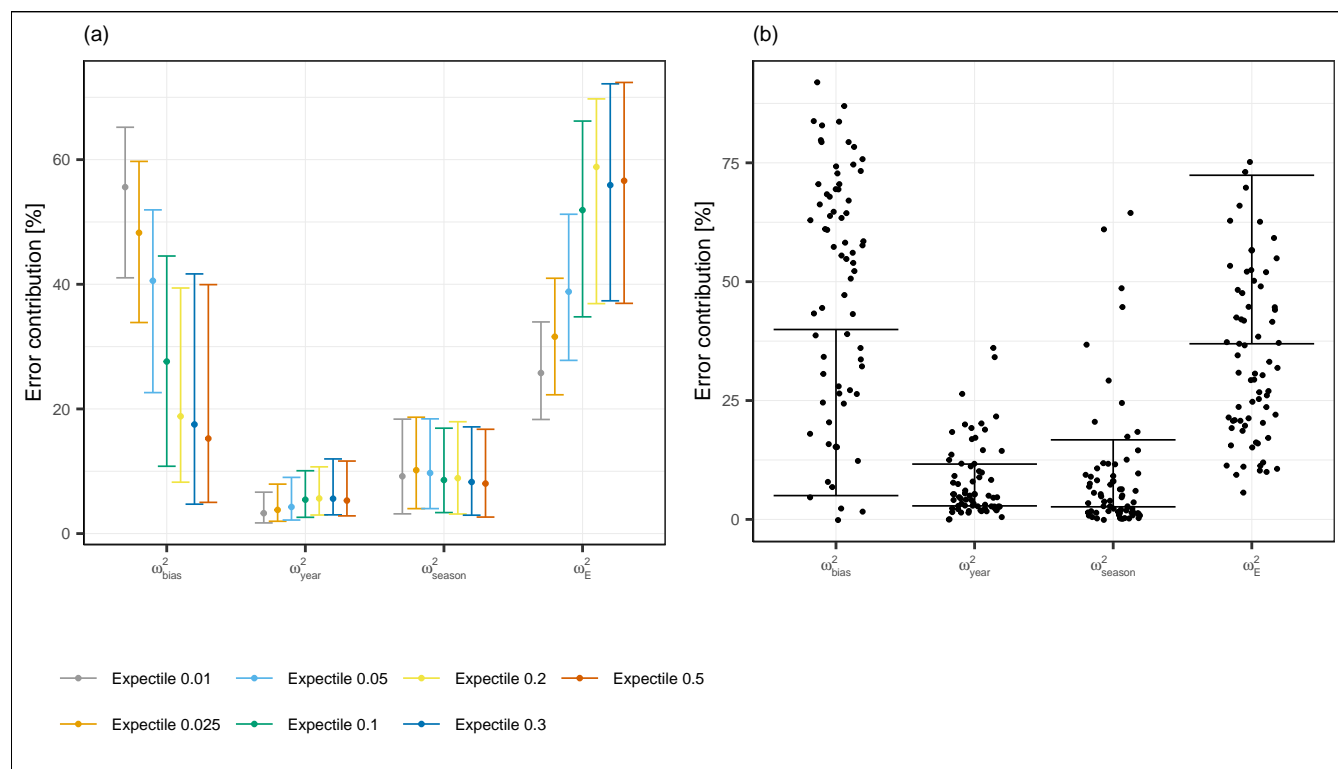 (a)
Error contribution [%]
60
40
20
0
ω²bias
ω²year
ω²season
ω²E
(b)
Error contribution [%]
75
50
25
0
ω²bias
ω²year
ω²season
ω²E
Expectile 0.01 Expectile 0.05 Expectile 0.2 Expectile 0.5
Expectile 0.025 Expectile 0.1 Expectile 0.3